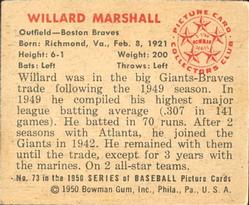 WILLARD MARSHALL
Outfield—Boston Braves
Born: Richmond, Va., Feb. 8, 1921
Height: 6-1 Weight: 200
Bats: Left Throws: Left
PICTURE CARD
COLLECTORS CLUB
BOWMAN
Willard was in the big Giants-Braves
trade following the 1949 season. In
1949 he compiled his highest major
league batting average (.307 in 141
games). He batted in 70 runs. After 2
seasons with Atlanta, he joined the
Giants in 1942. He remained with them
until the trade, except for 3 years with
the marines. On 2 all-star teams.
No. 73 in the 1950 SERIES OF BASEBALL Picture Cards
©1950 Bowman Gum, Inc., Phila., Pa., U. S. A.